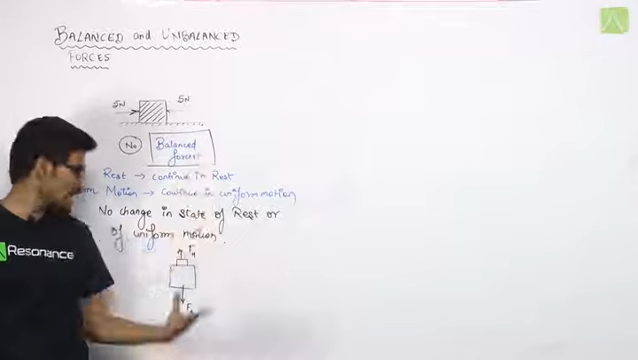 BALANCED and UNBALANCED
FORCES
5N
5N
No
Balanced
forces
Rest → continue in Rest
Motion → Continue in uniform motion
No change in state of Rest or
of uniform motion.
Resonance